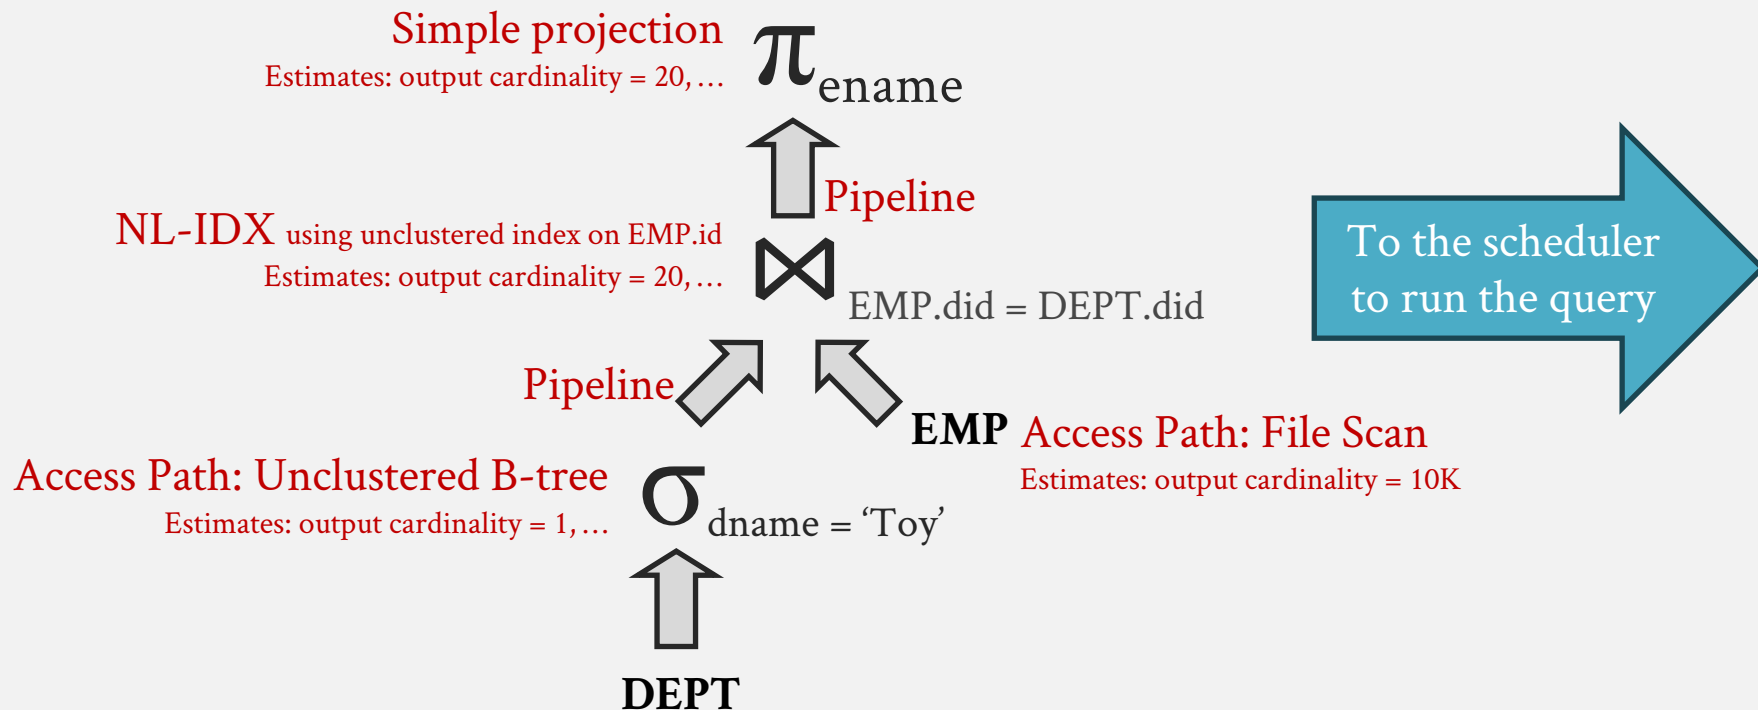 Simple projection
Estimates: output cardinality = 20, …
π ename
Pipeline
NL-IDX using unclustered index on EMP.id
Estimates: output cardinality = 20, …
⋈ EMP.did = DEPT.did
To the scheduler
to run the query
Pipeline
EMP Access Path: File Scan
Estimates: output cardinality = 10K
Access Path: Unclustered B-tree
Estimates: output cardinality = 1, …
σ dname = ‘Toy’
DEPT